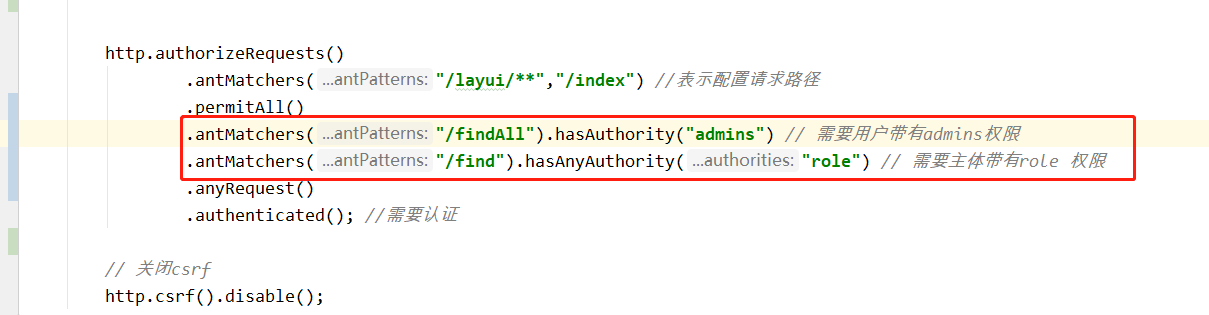 http.authorizeRequests()
.antMatchers( ...antPatterns: "/layui/**","/index") //表示配置请求路径
.permitAll()
.antMatchers( ...antPatterns: "/findAll").hasAuthority("admins") // 需要用户带有admins权限
.antMatchers( ...antPatterns: "/find").hasAnyAuthority( ...authorities: "role") // 需要主体带有role 权限
.anyRequest()
.authenticated(); //需要认证
// 关闭csrf
http.csrf().disable();